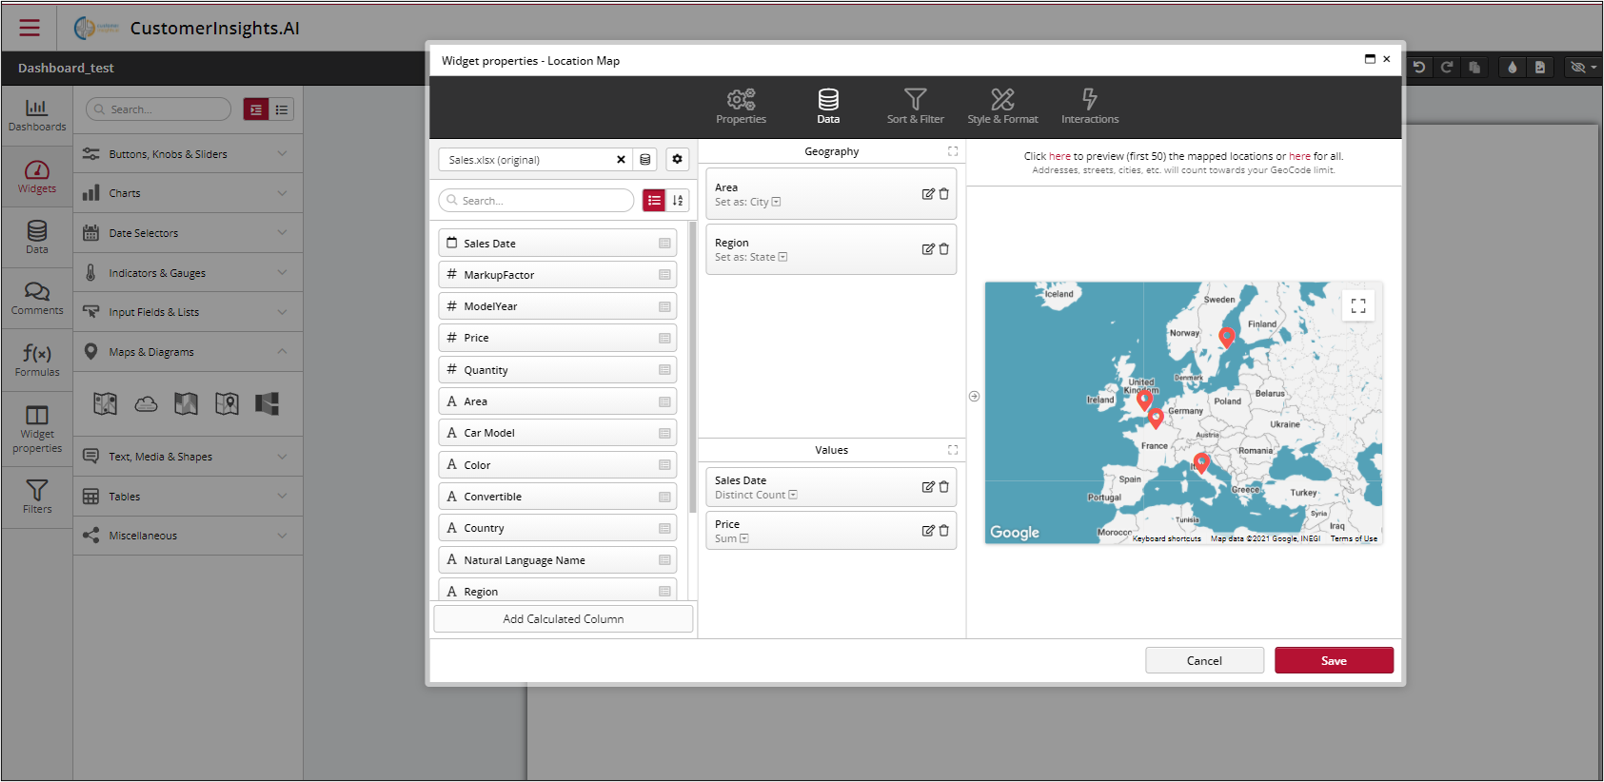 CustomerInsights.AI
Dashboard_test
Dashboards
Widgets
Data
Comments
f(x)
Formulas
Widget
properties
Filters
Search...
Buttons, Knobs & Sliders
Charts
Date Selectors
Indicators & Gauges
Input Fields & Lists
Maps & Diagrams
Text, Media & Shapes
Tables
Miscellaneous
Widget properties - Location Map
Properties
Data
Sort & Filter
Style & Format
Interactions
Sales.xlsx (original)
Search...
Sales Date
# MarkupFactor
# ModelYear
# Price
# Quantity
A Area
A Car Model
A Color
A Convertible
A Country
A Natural Language Name
A Region
Add Calculated Column
Geography
Area
Set as: City
Region
Set as: State
Values
Sales Date
Distinct Count
Price
Sum
Click here to preview (first 50) the mapped locations or here for all.
Addresses, streets, cities, etc. will count towards your GeoCode limit.
Iceland
Sweden
Finland
Norway
Denmark
United
Kingdom
Ireland
Belarus
Poland
Germany
Ukraine
Austria
France
Romania
Spain
Portugal
Greece
Turkey
Syria
Tunisia
Iraq
Morocco
Google
Keyboard shortcuts
Map data ©2021 Google, INEGI
Terms of Use
Cancel
Save